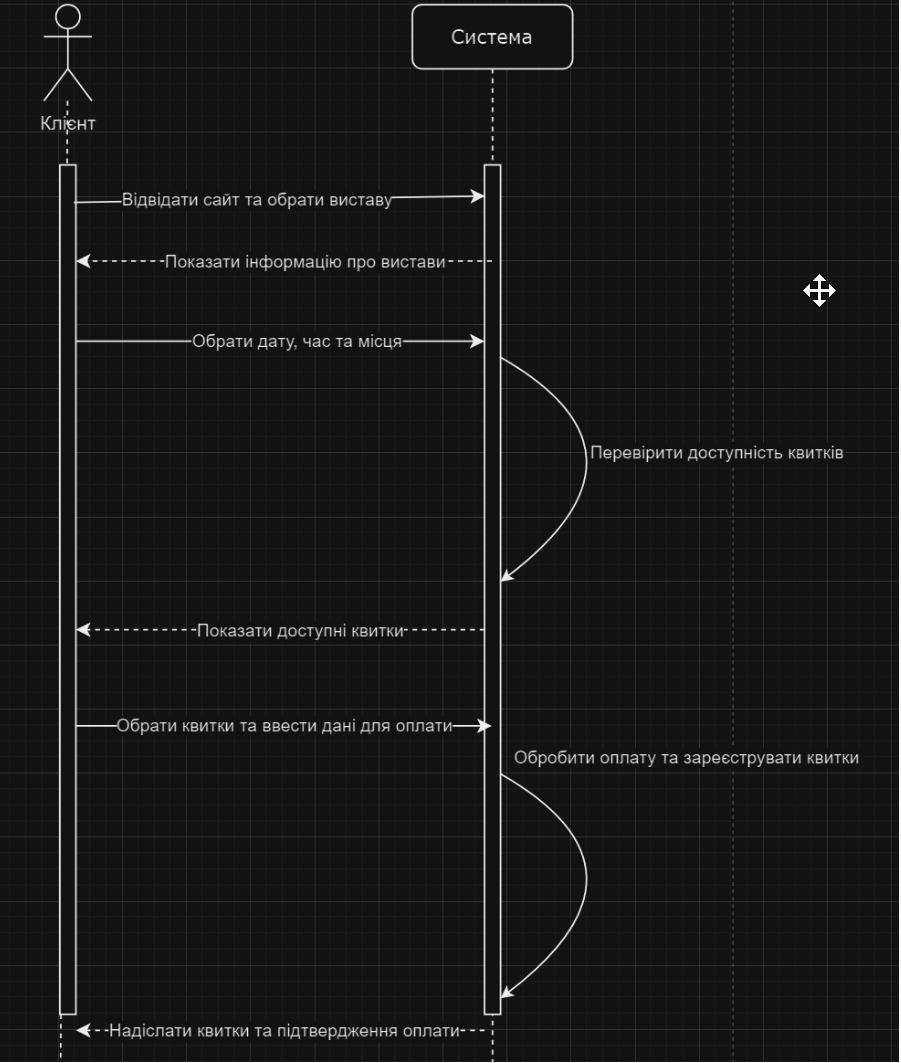 Система
Клієнт
Відвідати сайт та обрати виставу
Показати інформацію про вистави
Обрати дату, час та місця
Перевірити доступність квитків
Показати доступні квитки
Обрати квитки та ввести дані для оплати
Обробити оплату та зареєструвати квитки
Надіслати квитки та підтвердження оплати